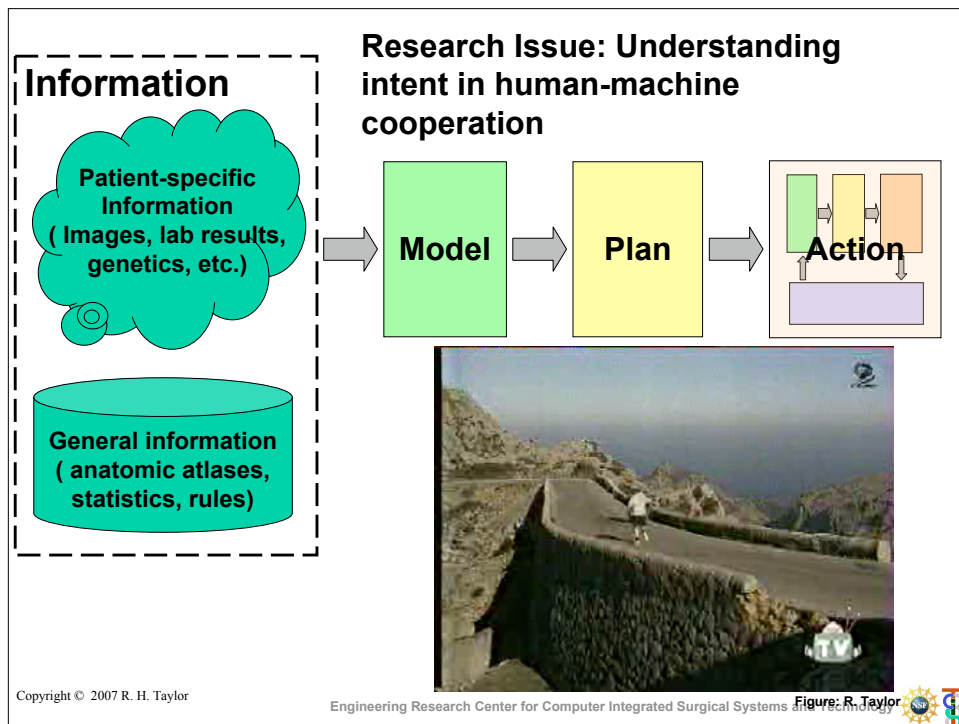 Research Issue: Understanding
intent in human-machine
cooperation
Information
Patient-specific
Information
( Images, lab results,
genetics, etc.)
General information
( anatomic atlases,
statistics, rules)
Model
Plan
Action
2
TV
Copyright © 2007 R. H. Taylor
Engineering Research Center for Computer Integrated Surgical Systems and Technology
Figure: R. Taylor
NSF